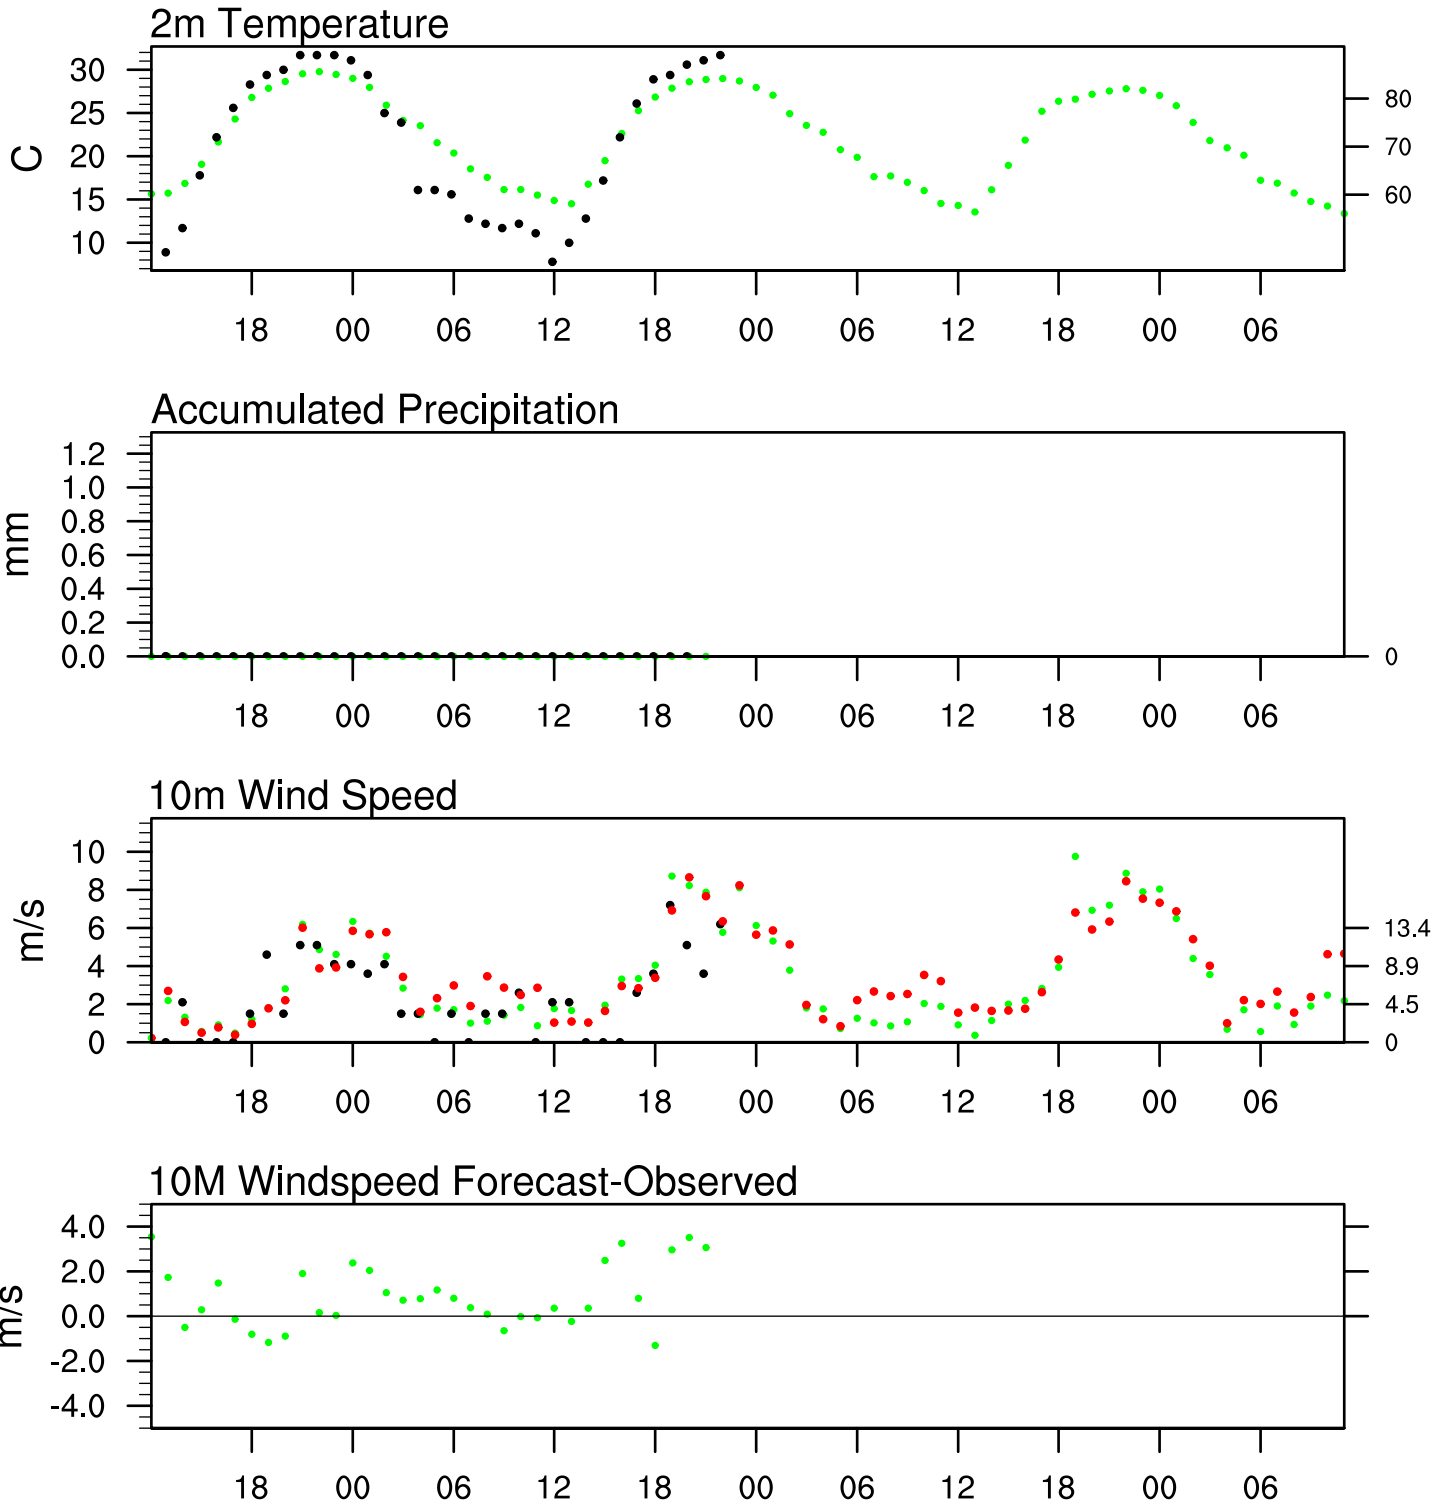 2m Temperature
30
25
20
15
10
C
80
70
60
18 00 06 12 18 00 06 12 18 00 06
Accumulated Precipitation
1.2
1.0
0.8
0.6
0.4
0.2
0.0
mm
0
18 00 06 12 18 00 06 12 18 00 06
10m Wind Speed
10
8
6
4
2
0
m/s
13.4
8.9
4.5
0
18 00 06 12 18 00 06 12 18 00 06
10M Windspeed Forecast-Observed
4.0
2.0
0.0
-2.0
-4.0
m/s
18 00 06 12 18 00 06 12 18 00 06